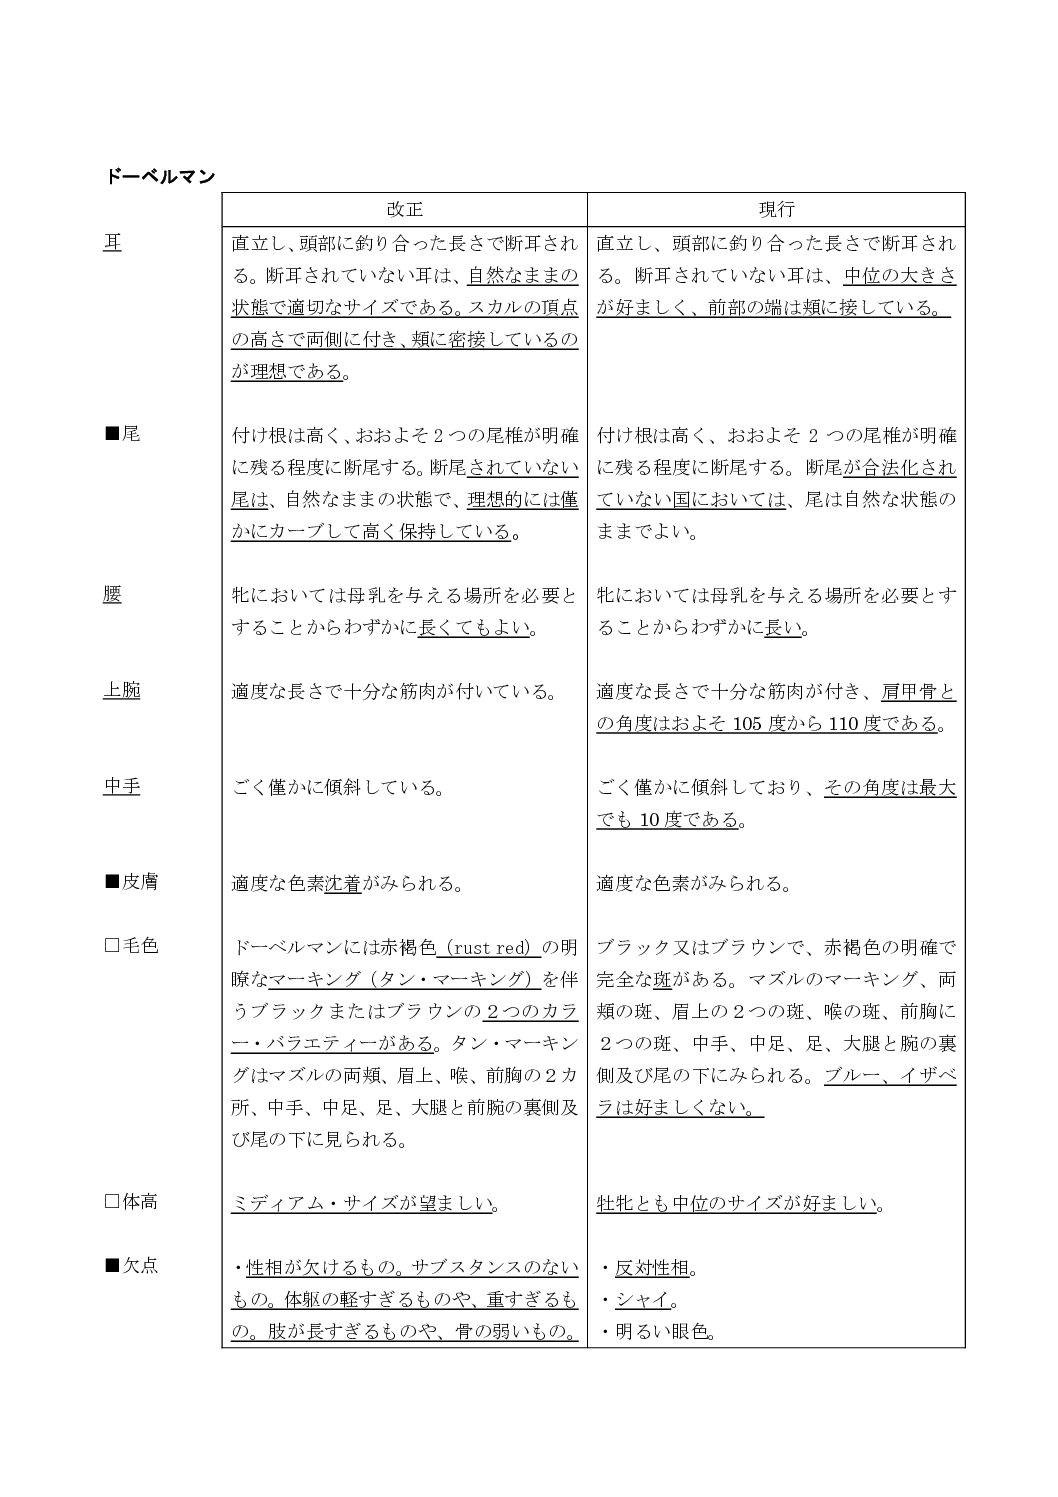 ドーベルマン
改正
現行
耳
直立し、頭部に釣り合った長さで断耳され
る。断耳されていない耳は、自然なままの
状態で適切なサイズである。スカルの頂点
の高さで両側に付き、頬に密接しているの
が理想である。
直立し、頭部に釣り合った長さで断耳され
る。断耳されていない耳は、中位の大きさ
が好ましく、前部の端は頬に接している。
■尾
付け根は高く、おおよそ２つの尾椎が明確
に残る程度に断尾する。断尾されていない
尾は、自然なままの状態で、理想的には僅
かにカーブして高く保持している。
付け根は高く、おおよそ 2 つの尾椎が明確
に残る程度に断尾する。断尾が合法化され
ていない国においては、尾は自然な状態の
ままでよい。
腰
牝においては母乳を与える場所を必要と
することからわずかに長くてもよい。
牝においては母乳を与える場所を必要とす
ることからわずかに長い。
上腕
適度な長さで十分な筋肉が付いている。
適度な長さで十分な筋肉が付き、肩甲骨と
の角度はおよそ 105 度から 110 度である。
中手
ごく僅かに傾斜している。
ごく僅かに傾斜しており、その角度は最大
でも 10 度である。
■皮膚
適度な色素沈着がみられる。
適度な色素がみられる。
□毛色
ドーベルマンには赤褐色（rust red）の明
瞭なマーキング（タン・マーキング）を伴
うブラックまたはブラウンの２つのカラ
ー・バラエティーがある。タン・マーキン
グはマズルの両頬、眉上、喉、前胸の２カ
所、中手、中足、足、大腿と前腕の裏側及
び尾の下に見られる。
ブラック又はブラウンで、赤褐色の明確で
完全な斑がある。マズルのマーキング、両
頬の斑、眉上の２つの斑、喉の斑、前胸に
２つの斑、中手、中足、足、大腿と腕の裏
側及び尾の下にみられる。ブルー、イザベ
ラは好ましくない。
□体高
ミディアム・サイズが望ましい。
牡牝とも中位のサイズが好ましい。
■欠点
・性相が欠けるもの。サブスタンスのない
もの。体躯の軽すぎるものや、重すぎるも
の。肢が長すぎるものや、骨の弱いもの。
・反対性相。
・シャイ。
・明るい眼色。